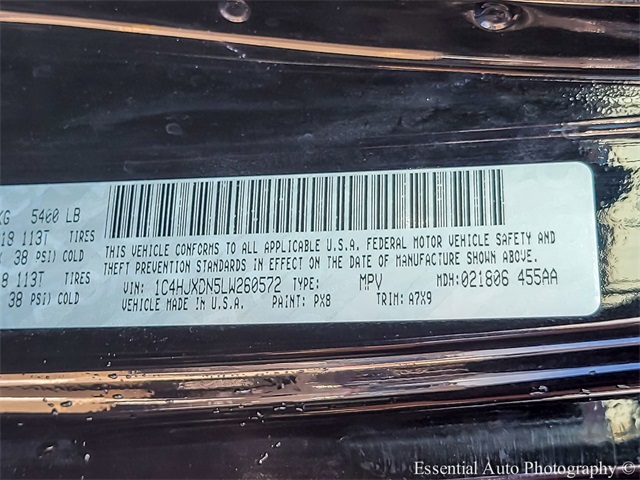 KG 5400 LB
18 113T TIRES
38 PSI) COLD
18 113T TIRES
38 PSI) COLD
THIS VEHICLE CONFORMS TO ALL APPLICABLE U.S.A. FEDERAL MOTOR VEHICLE SAFETY AND
THEFT PREVENTION STANDARDS IN EFFECT ON THE DATE OF MANUFACTURE SHOWN ABOVE.
VIN: 1C4HJXDN5LW260572 TYPE: MPV MDH:021806 455AA
VEHICLE MADE IN U.S.A. PAINT: PX8 TRIM: A7X9
Essential Auto Photography ©